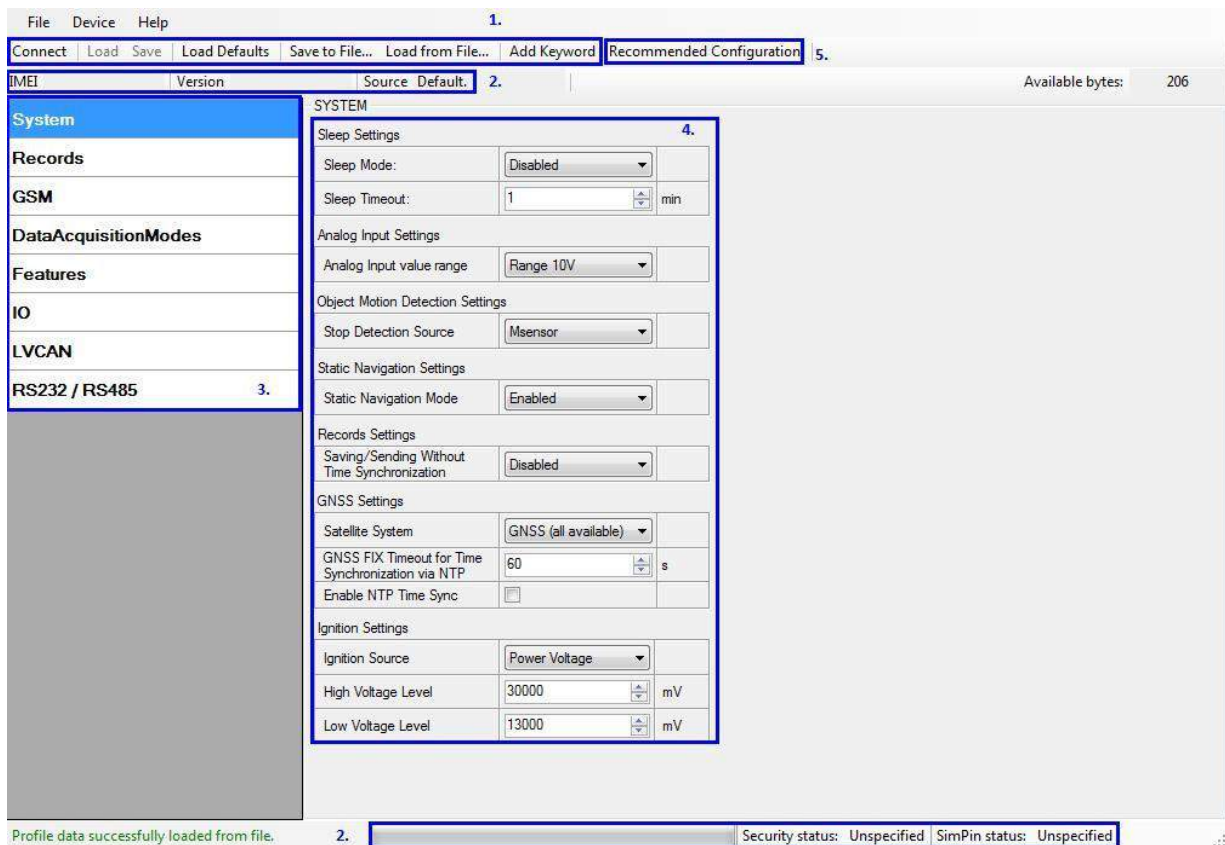 File Device Help 1.
Connect Load Save Load Defaults Save to File... Load from File... Add Keyword Recommended Configuration 5.
IMEI Version Source Default. 2. Available bytes: 206
System
Records
GSM
DataAcquisitionModes
Features
IO
LVCAN
RS232 / RS485 3.
SYSTEM
4.
Sleep Settings
Sleep Mode: Disabled
Sleep Timeout: 1 min
Analog Input Settings
Analog Input value range Range 10V
Object Motion Detection Settings
Stop Detection Source Msensor
Static Navigation Settings
Static Navigation Mode Enabled
Records Settings
Saving/Sending Without
Time Synchronization Disabled
GNSS Settings
Satellite System GNSS (all available)
GNSS FIX Timeout for Time
Synchronization via NTP 60 s
Enable NTP Time Sync
Ignition Settings
Ignition Source Power Voltage
High Voltage Level 30000 mV
Low Voltage Level 13000 mV
Profile data successfully loaded from file. 2. Security status: Unspecified SimPin status: Unspecified